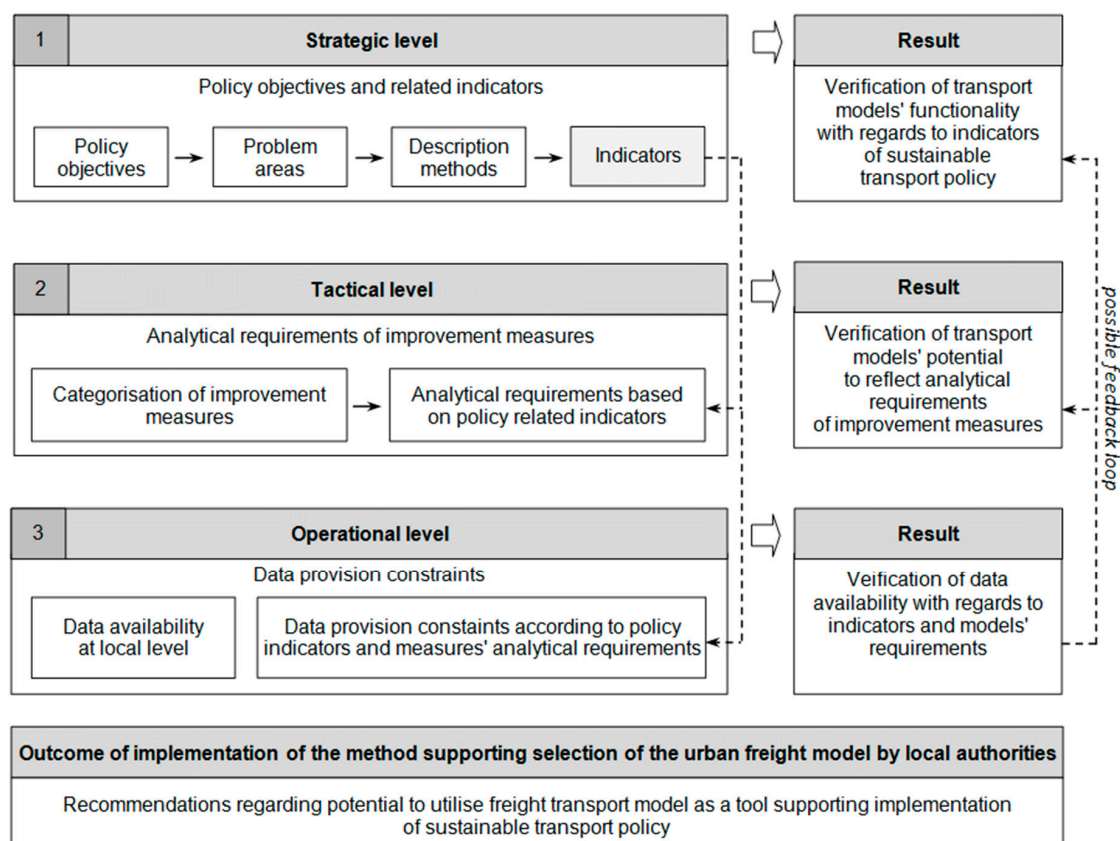 1
Strategic level
Policy objectives and related indicators
Policy
objectives
Problem
areas
Description
methods
Indicators
Result
Verification of transport
models' functionality
with regards to indicators
of sustainable
transport policy
2
Tactical level
Analytical requirements of improvement measures
Categorisation of improvement
measures
Analytical requirements based
on policy related indicators
Result
Verification of transport
models' potential
to reflect analytical
requirements
of improvement measures
possible feedback loop
3
Operational level
Data provision constraints
Data availability
at local level
Data provision constaints according to policy
indicators and measures' analytical requirements
Result
Veification of data
availability with regards to
indicators and models'
requirements
Outcome of implementation of the method supporting selection of the urban freight model by local authorities
Recommendations regarding potential to utilise freight transport model as a tool supporting implementation
of sustainable transport policy